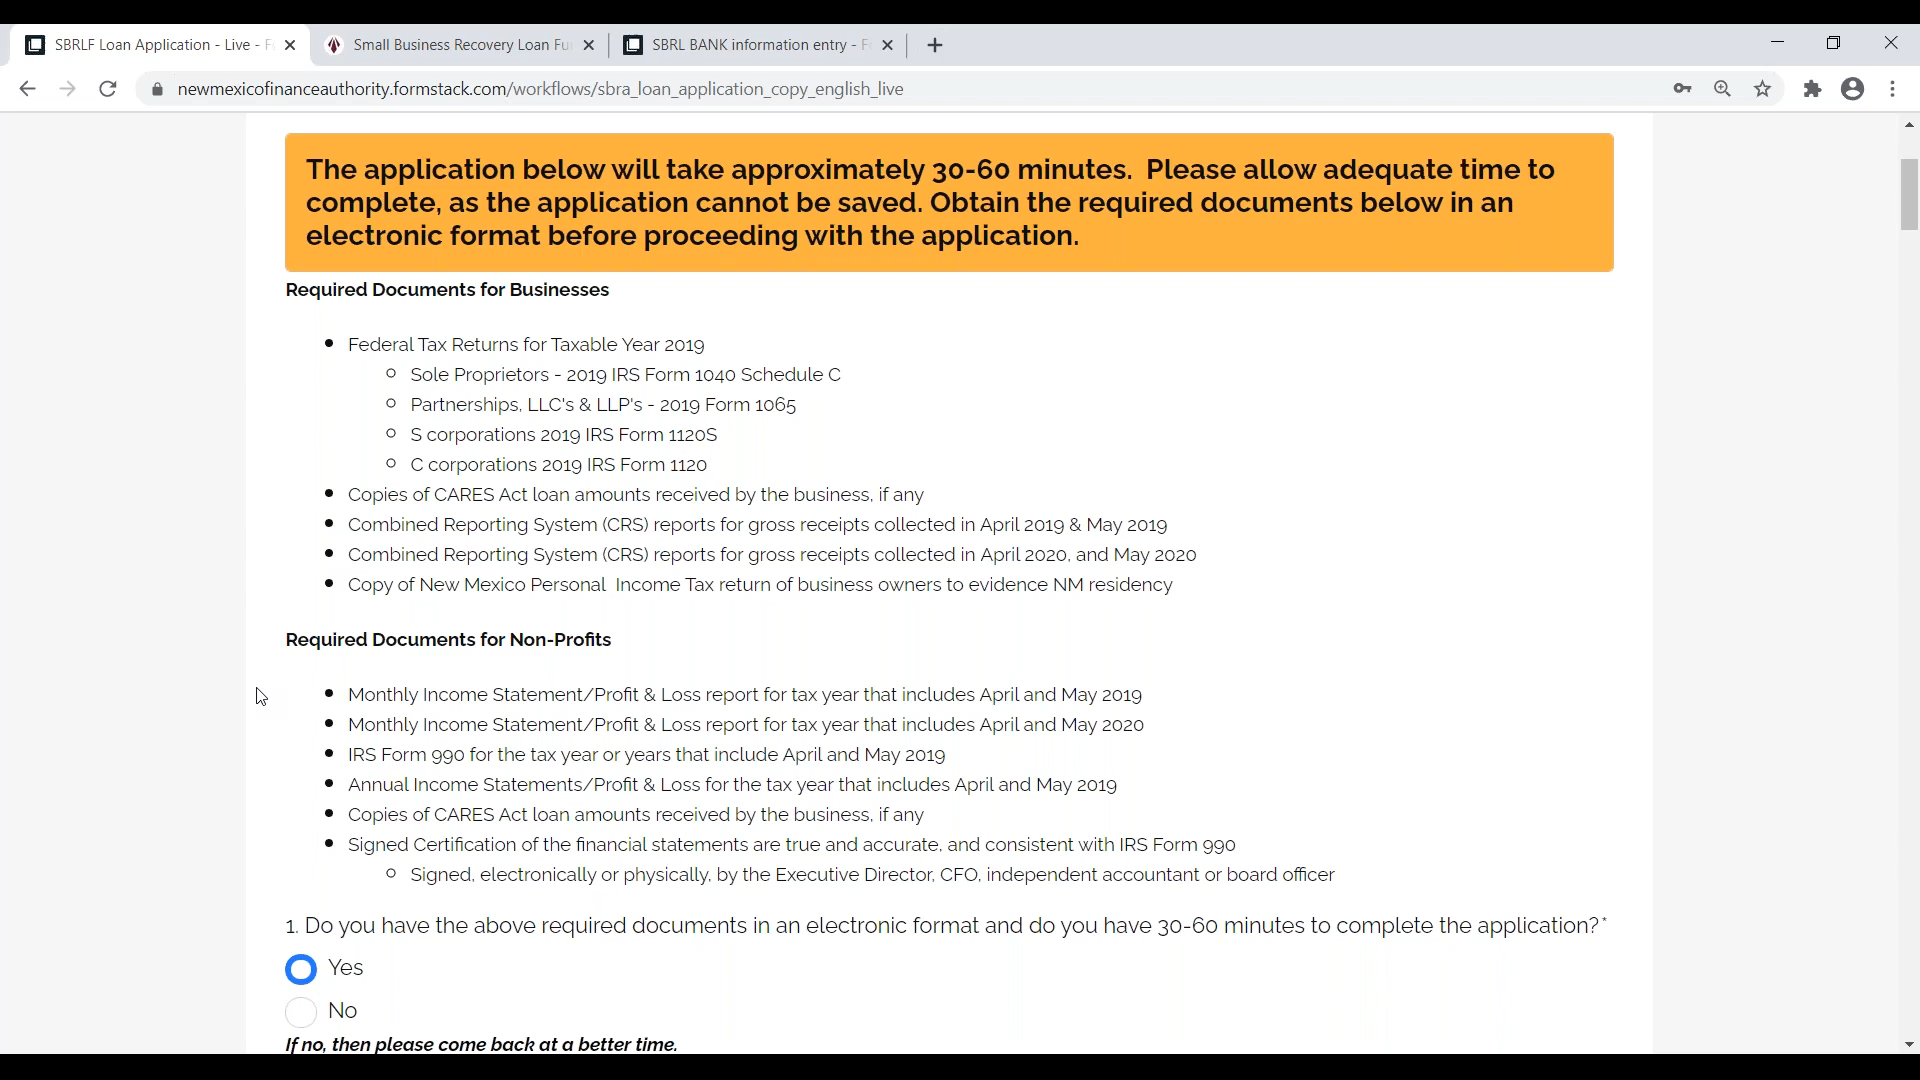 SBRLF Loan Application - Live - F
Small Business Recovery Loan Fu
SBRL BANK information entry - F
newmexicofinanceauthority.formstack.com/workflows/sbra_loan_application_copy_english_live
The application below will take approximately 30-60 minutes. Please allow adequate time to
complete, as the application cannot be saved. Obtain the required documents below in an
electronic format before proceeding with the application.
Required Documents for Businesses
Federal Tax Returns for Taxable Year 2019
Sole Proprietors - 2019 IRS Form 1040 Schedule C
Partnerships, LLC's & LLP's - 2019 Form 1065
S corporations 2019 IRS Form 1120S
C corporations 2019 IRS Form 1120
Copies of CARES Act loan amounts received by the business, if any
Combined Reporting System (CRS) reports for gross receipts collected in April 2019 & May 2019
Combined Reporting System (CRS) reports for gross receipts collected in April 2020, and May 2020
Copy of New Mexico Personal Income Tax return of business owners to evidence NM residency
Required Documents for Non-Profits
Monthly Income Statement/Profit & Loss report for tax year that includes April and May 2019
Monthly Income Statement/Profit & Loss report for tax year that includes April and May 2020
IRS Form 990 for the tax year or years that include April and May 2019
Annual Income Statements/Profit & Loss for the tax year that includes April and May 2019
Copies of CARES Act loan amounts received by the business, if any
Signed Certification of the financial statements are true and accurate, and consistent with IRS Form 990
Signed, electronically or physically, by the Executive Director, CFO, independent accountant or board officer
1. Do you have the above required documents in an electronic format and do you have 30-60 minutes to complete the application?*
Yes
No
If no, then please come back at a better time.